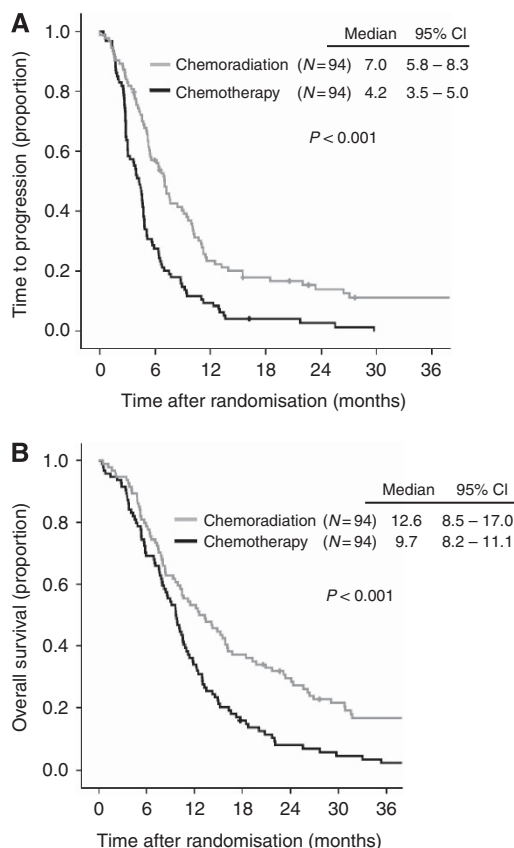 A
Median 95% CI
Chemoradiation (N=94) 7.0 5.8 – 8.3
Chemotherapy (N=94) 4.2 3.5 – 5.0
P < 0.001
Time to progression (proportion)
1.0
0.8
0.6
0.4
0.2
0.0
0 6 12 18 24 30 36
Time after randomisation (months)
B
Median 95% CI
Chemoradiation (N=94) 12.6 8.5 – 17.0
Chemotherapy (N=94) 9.7 8.2 – 11.1
P < 0.001
Overall survival (proportion)
1.0
0.8
0.6
0.4
0.2
0.0
0 6 12 18 24 30 36
Time after randomisation (months)